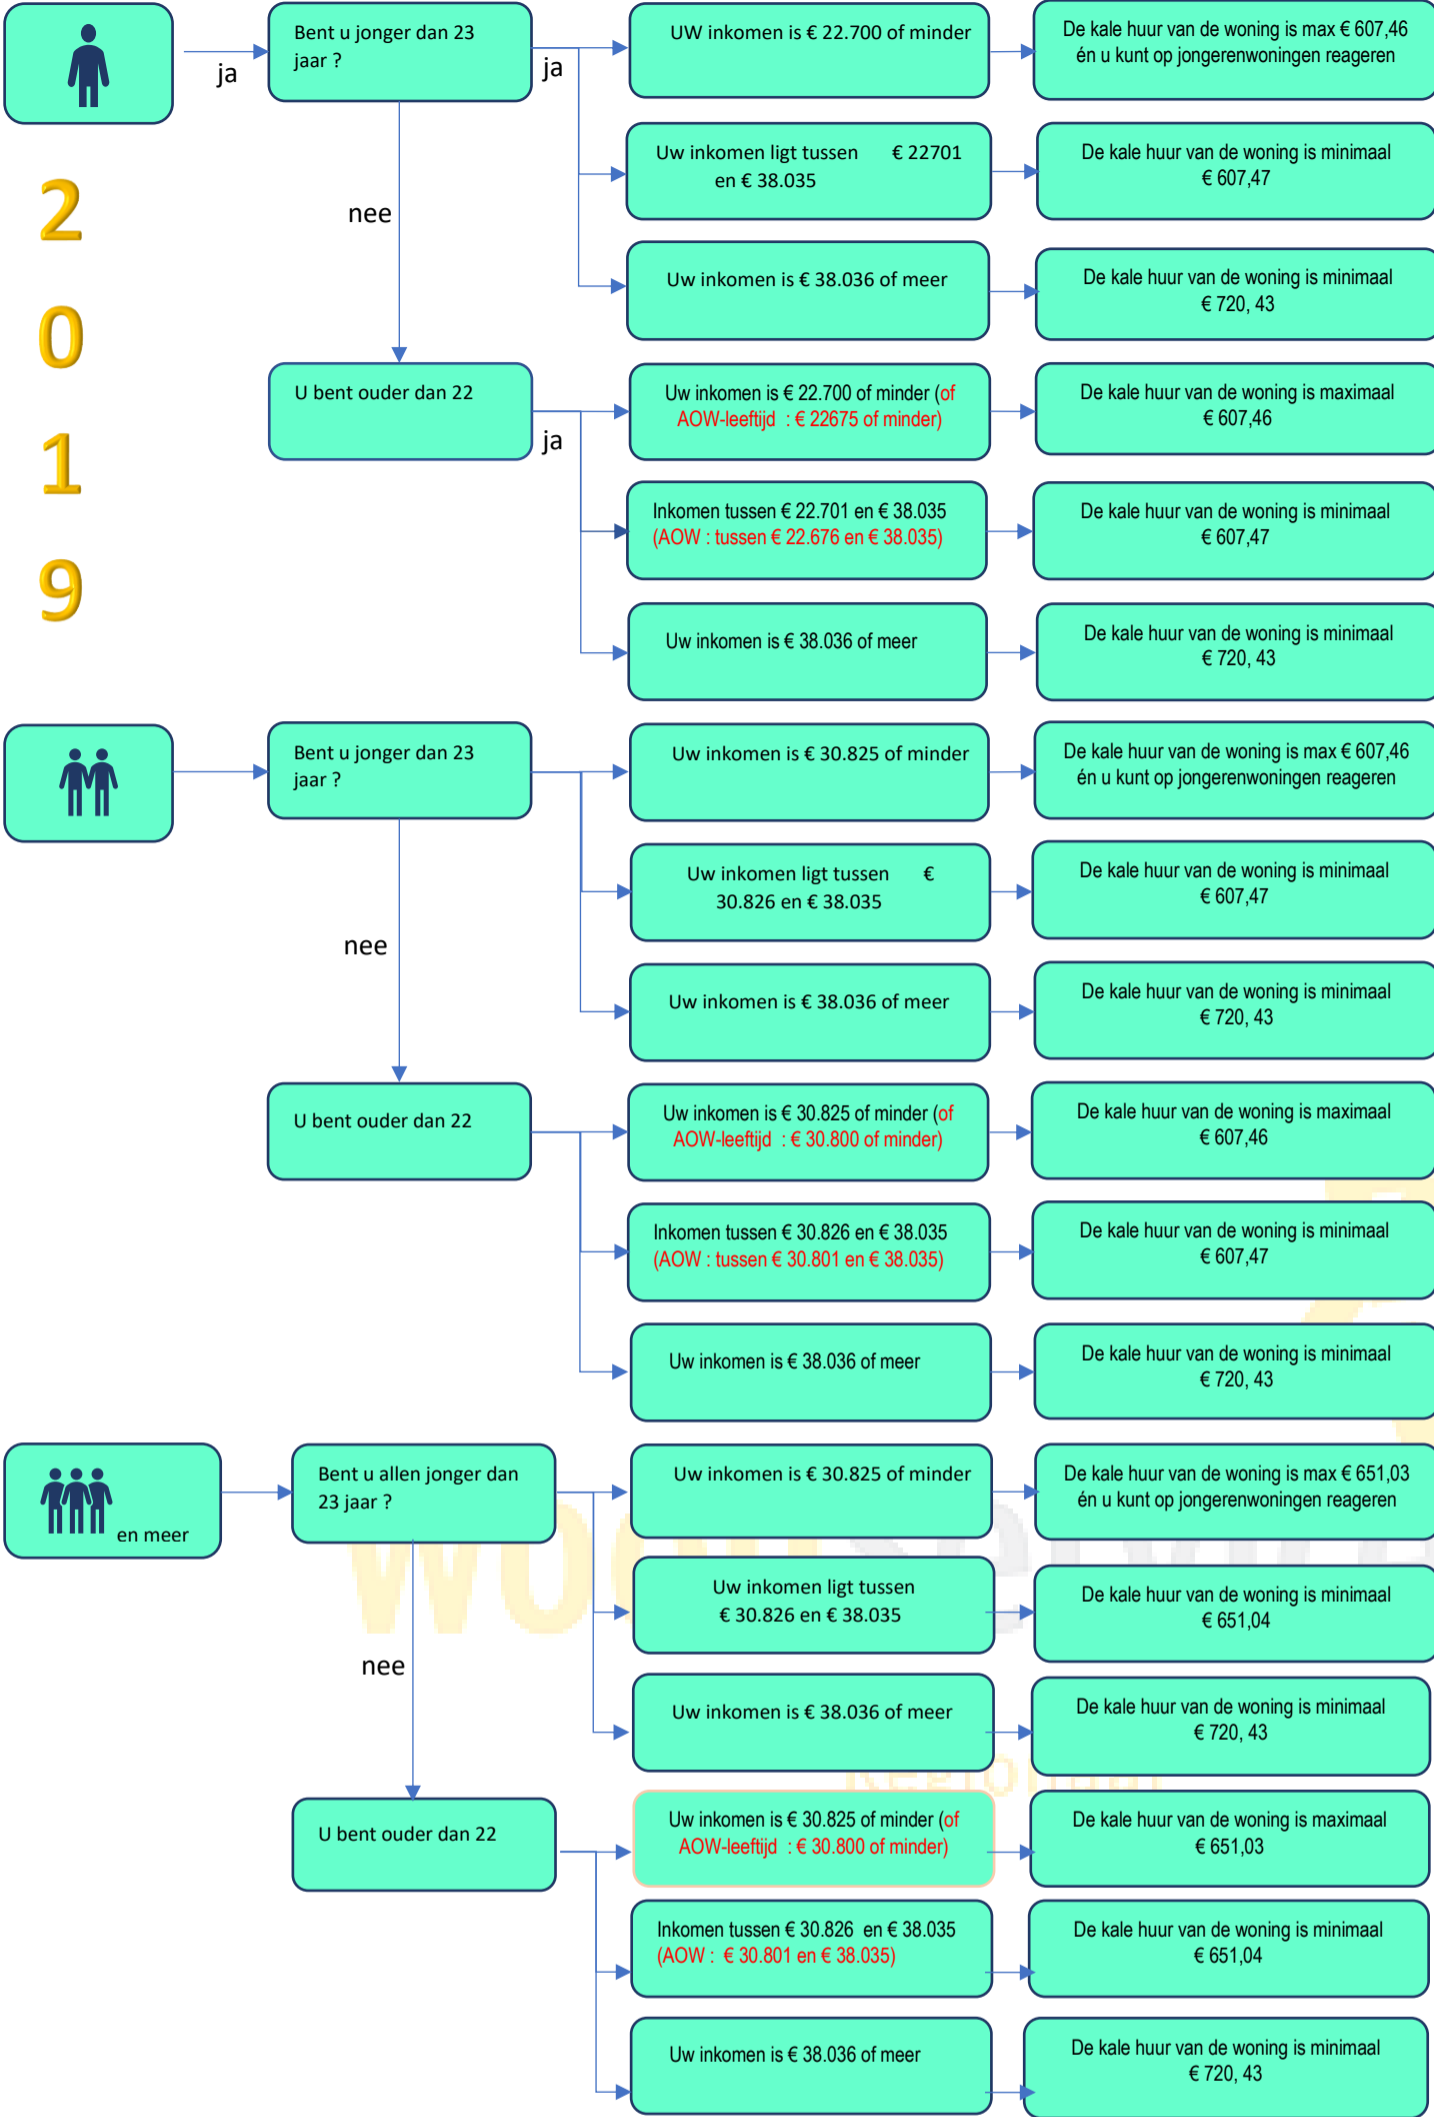 Bent u jonger dan 23
jaar ?
ja
ja
nee
UW inkomen is € 22.700 of minder
De kale huur van de woning is max € 607,46
én u kunt op jongerenwoningen reageren
Uw inkomen ligt tussen € 22701
en € 38.035
De kale huur van de woning is minimaal
€ 607,47
Uw inkomen is € 38.036 of meer
De kale huur van de woning is minimaal
€ 720, 43
2
0
1
9
U bent ouder dan 22
ja
Uw inkomen is € 22.700 of minder (of
AOW-leeftijd : € 22675 of minder)
De kale huur van de woning is maximaal
€ 607,46
Inkomen tussen € 22.701 en € 38.035
(AOW : tussen € 22.676 en € 38.035)
De kale huur van de woning is minimaal
€ 607,47
Uw inkomen is € 38.036 of meer
De kale huur van de woning is minimaal
€ 720, 43
Bent u jonger dan 23
jaar ?
nee
Uw inkomen is € 30.825 of minder
De kale huur van de woning is max € 607,46
én u kunt op jongerenwoningen reageren
Uw inkomen ligt tussen €
30.826 en € 38.035
De kale huur van de woning is minimaal
€ 607,47
Uw inkomen is € 38.036 of meer
De kale huur van de woning is minimaal
€ 720, 43
U bent ouder dan 22
Uw inkomen is € 30.825 of minder (of
AOW-leeftijd : € 30.800 of minder)
De kale huur van de woning is maximaal
€ 607,46
Inkomen tussen € 30.826 en € 38.035
(AOW : tussen € 30.801 en € 38.035)
De kale huur van de woning is minimaal
€ 607,47
Uw inkomen is € 38.036 of meer
De kale huur van de woning is minimaal
€ 720, 43
en meer
Bent u allen jonger dan
23 jaar ?
nee
Uw inkomen is € 30.825 of minder
De kale huur van de woning is max € 651,03
én u kunt op jongerenwoningen reageren
Uw inkomen ligt tussen
€ 30.826 en € 38.035
De kale huur van de woning is minimaal
€ 651,04
Uw inkomen is € 38.036 of meer
De kale huur van de woning is minimaal
€ 720, 43
U bent ouder dan 22
Uw inkomen is € 30.825 of minder (of
AOW-leeftijd : € 30.800 of minder)
De kale huur van de woning is maximaal
€ 651,03
Inkomen tussen € 30.826 en € 38.035
(AOW : € 30.801 en € 38.035)
De kale huur van de woning is minimaal
€ 651,04
Uw inkomen is € 38.036 of meer
De kale huur van de woning is minimaal
€ 720, 43